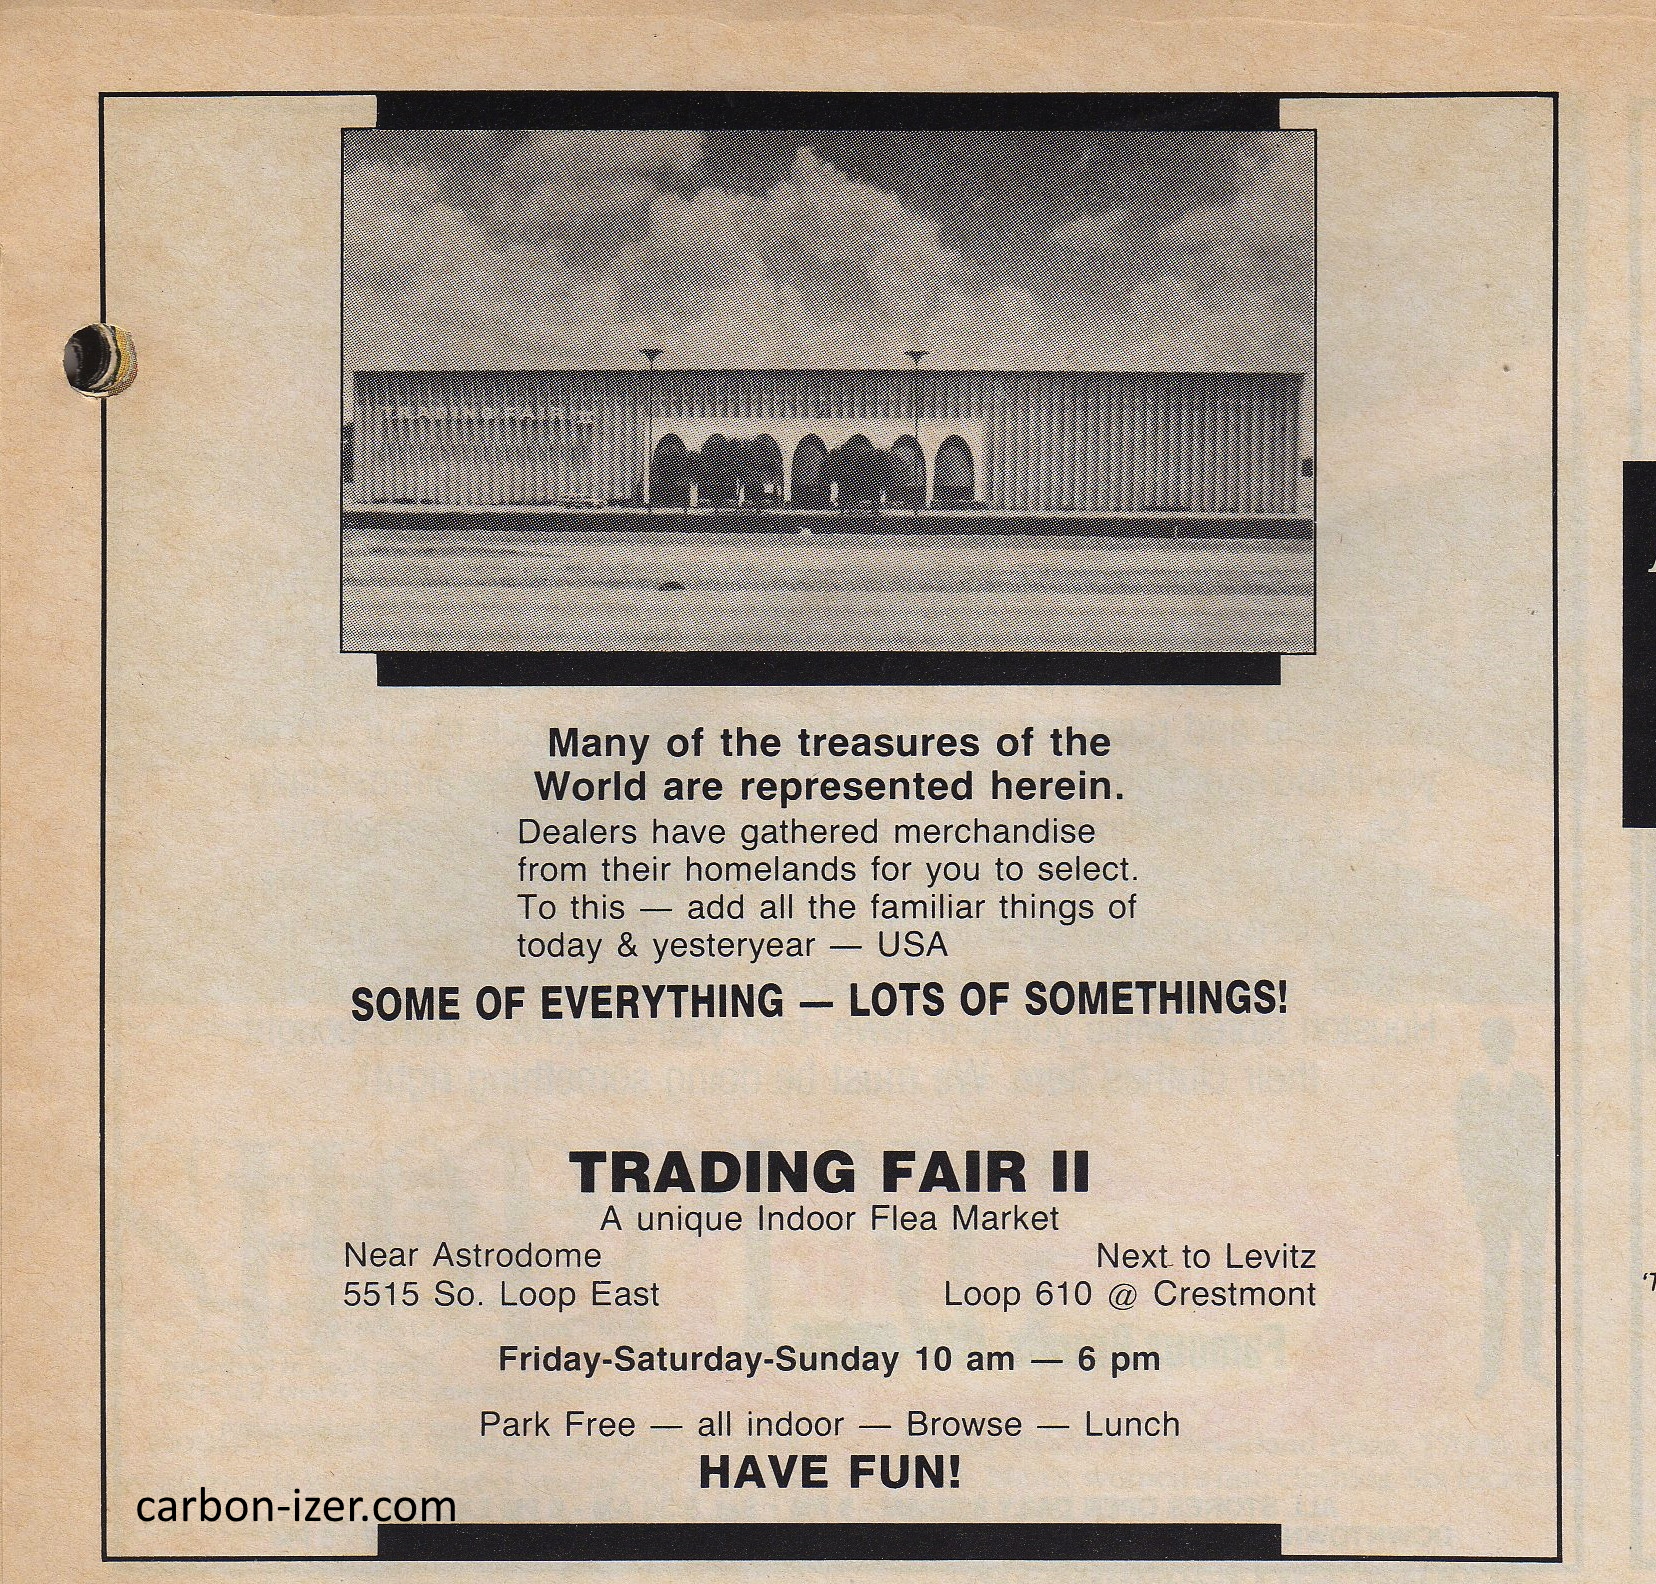 TRADING FAIR II
Many of the treasures of the
World are represented herein.
Dealers have gathered merchandise
from their homelands for you to select.
To this — add all the familiar things of
today & yesteryear — USA
SOME OF EVERYTHING — LOTS OF SOMETHINGS!
TRADING FAIR II
A unique Indoor Flea Market
Near Astrodome
5515 So. Loop East
Next to Levitz
Loop 610 @ Crestmont
Friday-Saturday-Sunday 10 am — 6 pm
Park Free — all indoor — Browse — Lunch
HAVE FUN!
carbon-izer.com